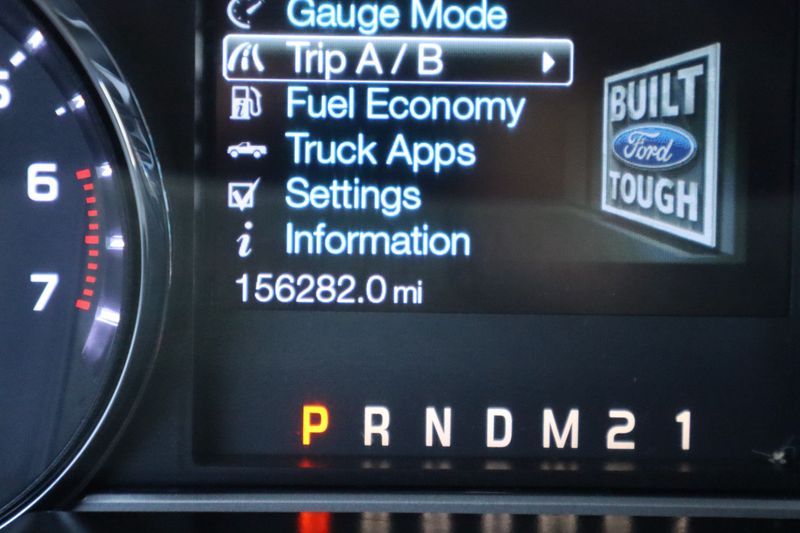 Gauge Mode
Trip A / B
Fuel Economy
Truck Apps
Settings
Information
156282.0 mi
BUILT
Ford
TOUGH
6
7
P R N D M 2 1